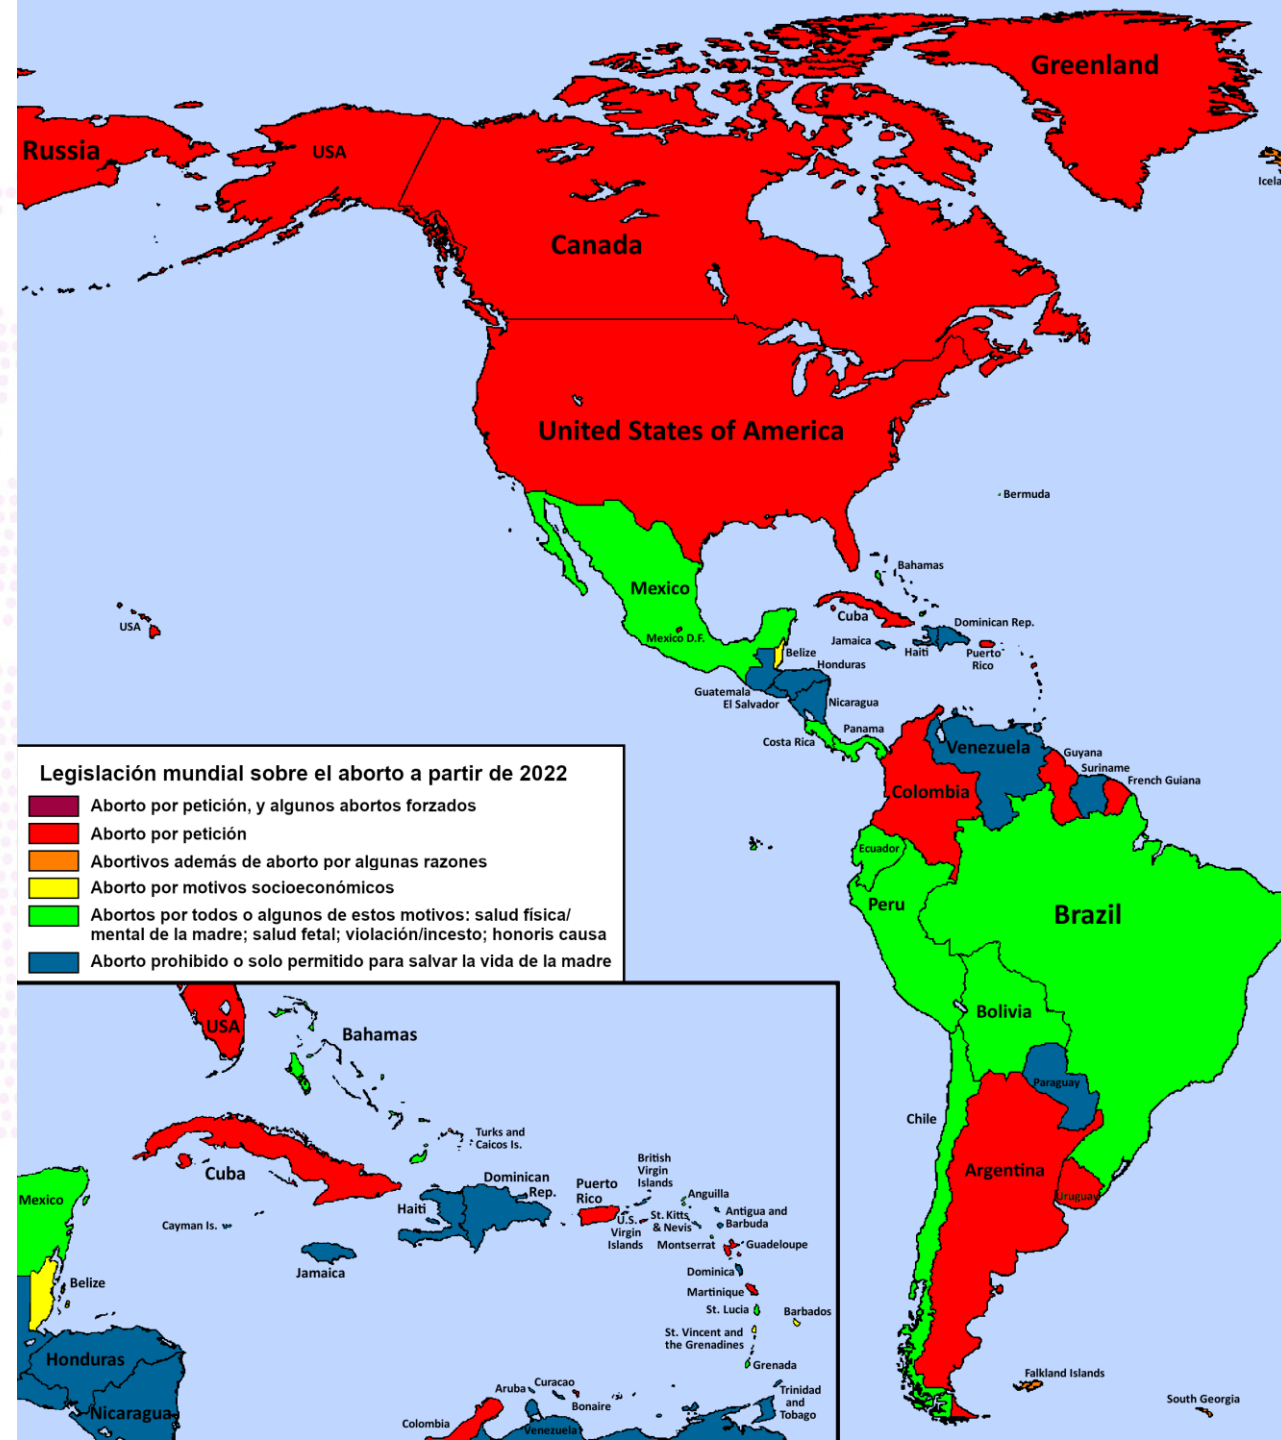 Greenland
Russia
USA
Icela
Canada
United States of America
Bermuda
Bahamas
Mexico
Cuba
USA
Mexico D.F.
Dominican Rep.
Jamaica
Haiti
Puerto
Rico
Belize
Honduras
Guatemala
El Salvador
Nicaragua
Panama
Costa Rica
Venezuela
Guyana
Suriname
French Guiana
Colombia
Ecuador
Peru
Brazil
Bolivia
Paraguay
Chile
Argentina
Uruguay
Falkland Islands
South Georgia
Legislación mundial sobre el aborto a partir de 2022
Aborto por petición, y algunos abortos forzados
Aborto por petición
Abortivos además de aborto por algunas razones
Aborto por motivos socioeconómicos
Abortos por todos o algunos de estos motivos: salud física/
mental de la madre; salud fetal; violación/incesto; honoris causa
Aborto prohibido o solo permitido para salvar la vida de la madre
USA
Bahamas
Turks and
Caicos Is.
Cuba
Mexico
Cayman Is.
Jamaica
Haiti
Dominican
Rep.
Puerto
Rico
British
Virgin
Islands
U.S.
Virgin
Islands
Anguilla
St. Kitts
& Nevis
Antigua and
Barbuda
Montserrat
Guadeloupe
Dominica
Martinique
St. Lucia
Barbados
St. Vincent and
the Grenadines
Grenada
Belize
Honduras
Nicaragua
Aruba
Curacao
Bonaire
Trinidad
and
Tobago
Colombia
Venezuela